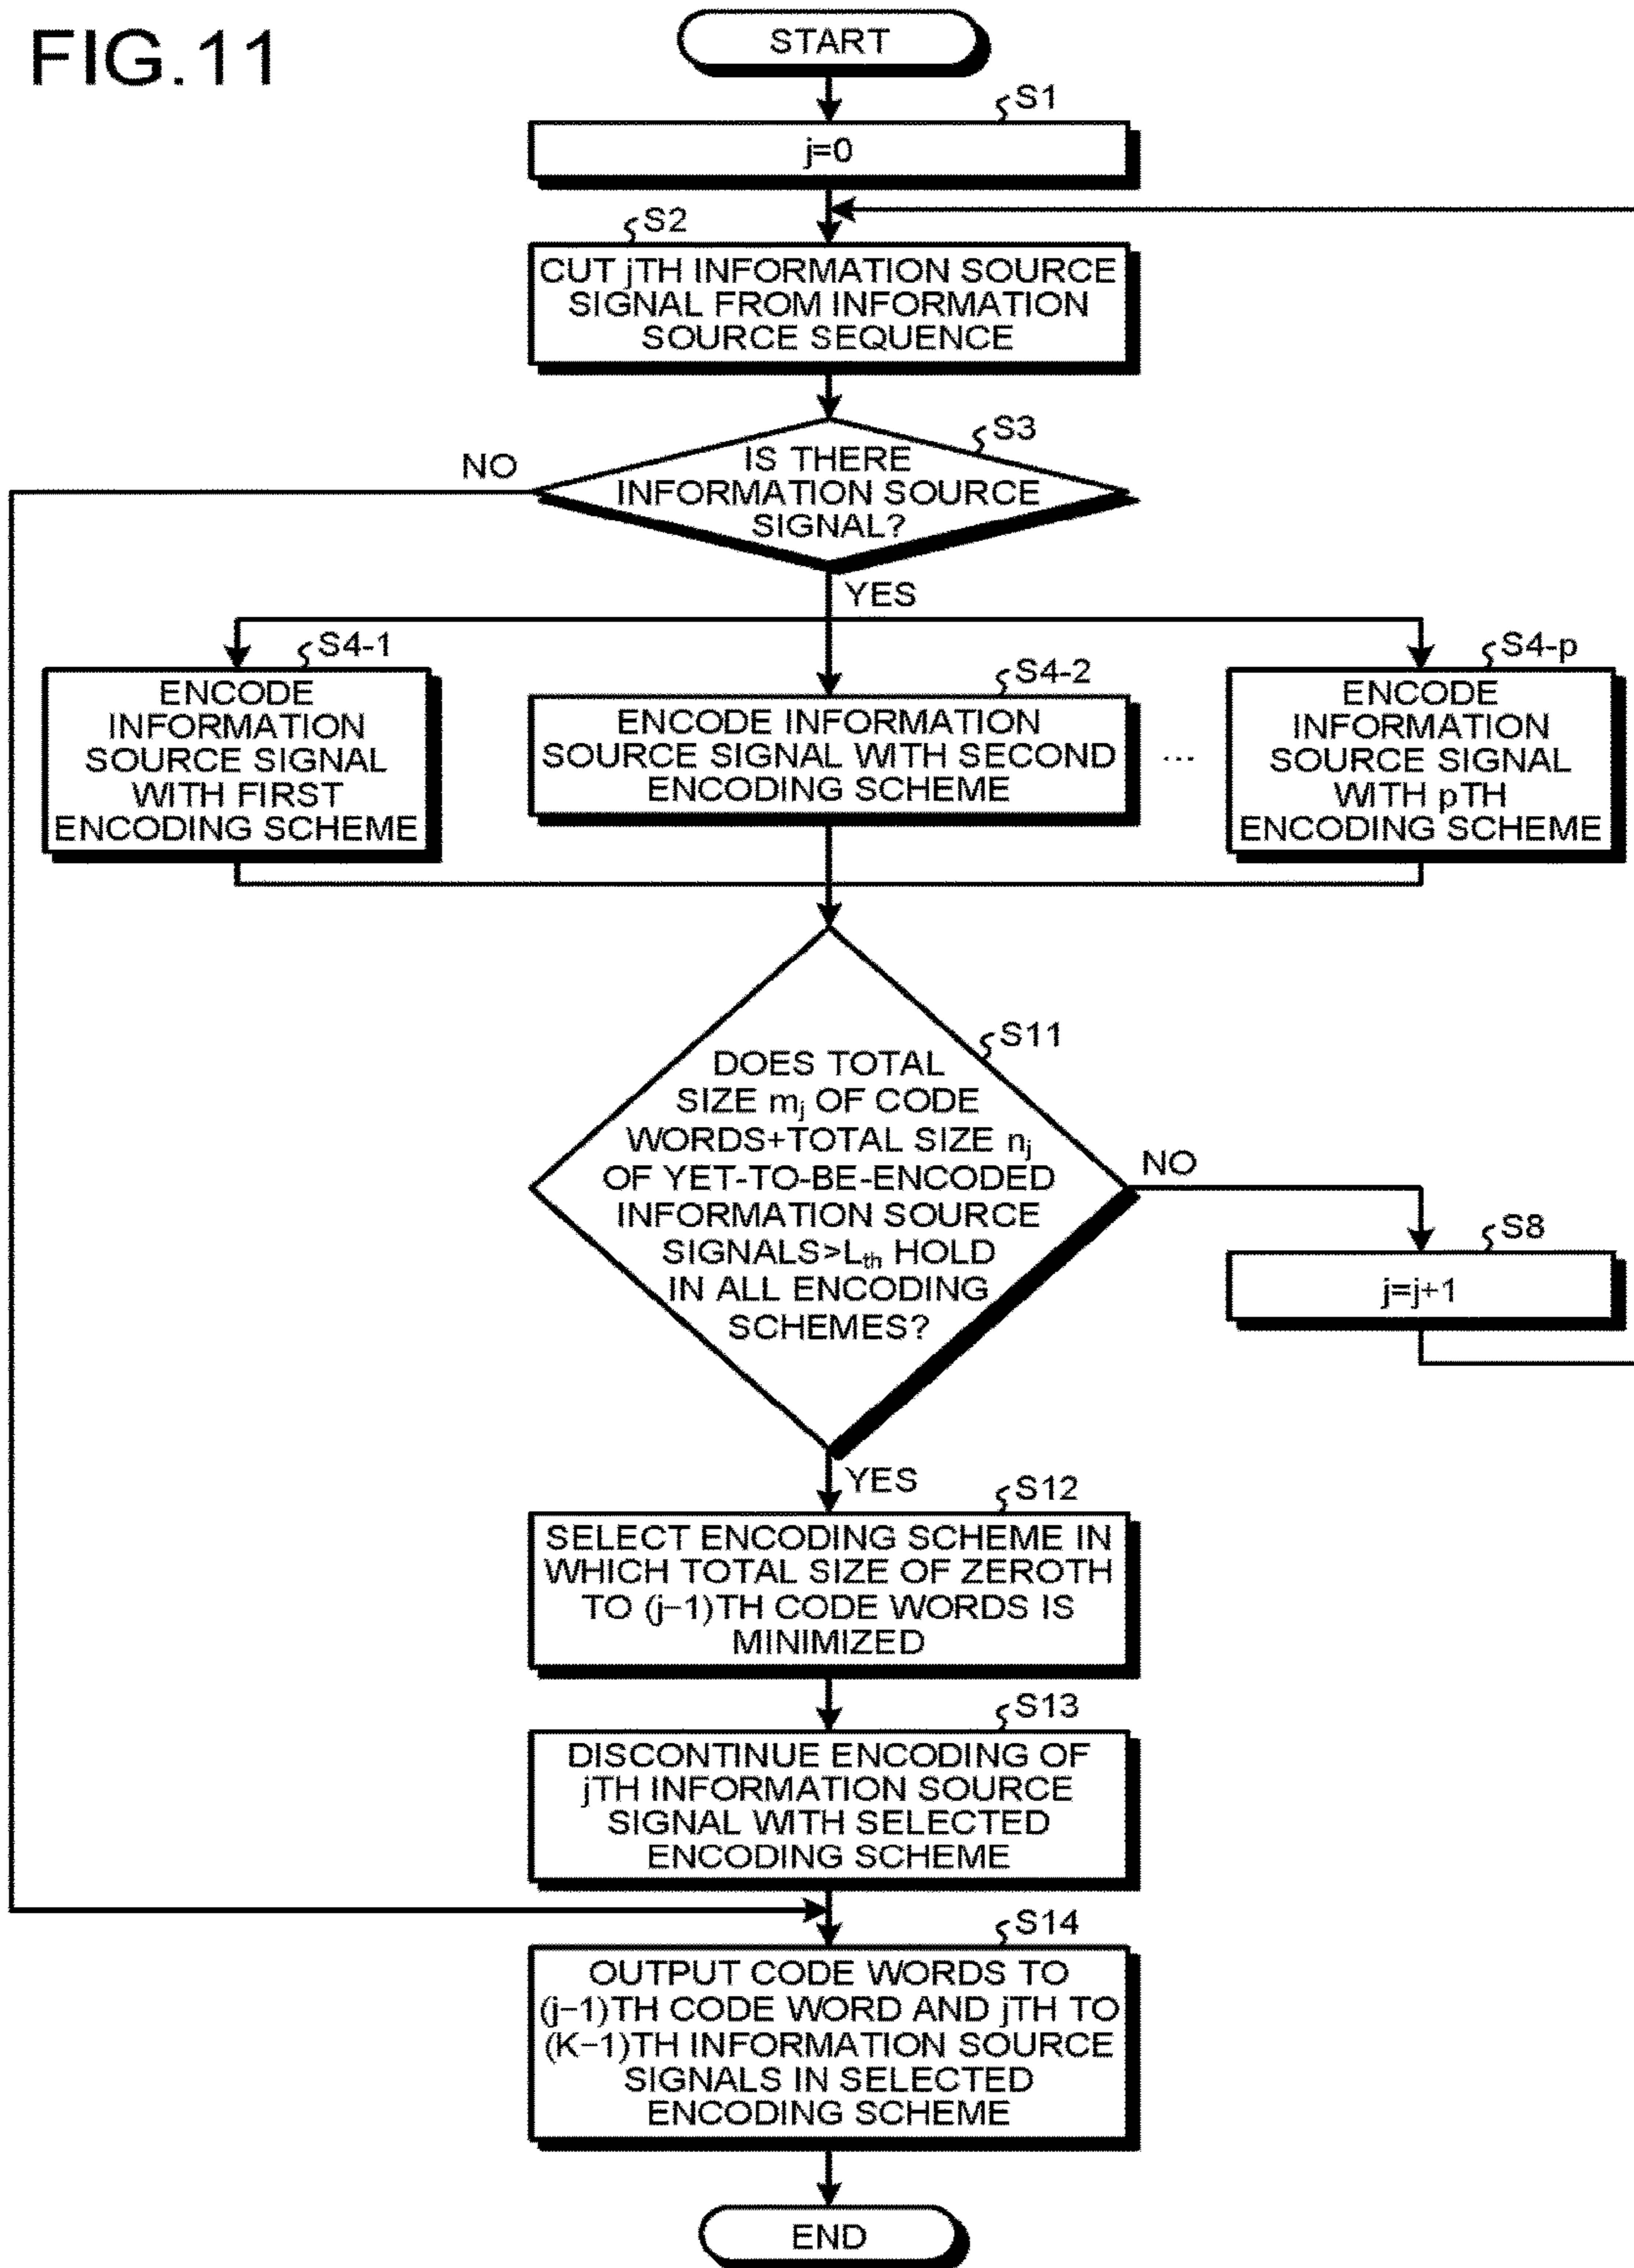 FIG.11
START
S1
j=0
S2
CUT jTH INFORMATION SOURCE
SIGNAL FROM INFORMATION
SOURCE SEQUENCE
S3
IS THERE
INFORMATION SOURCE
SIGNAL?
NO
YES
S4-1
ENCODE
INFORMATION
SOURCE SIGNAL
WITH FIRST
ENCODING SCHEME
S4-2
ENCODE INFORMATION
SOURCE SIGNAL WITH SECOND
ENCODING SCHEME
...
S4-p
ENCODE
INFORMATION
SOURCE SIGNAL
WITH pTH
ENCODING SCHEME
S11
DOES TOTAL
SIZE mj OF CODE
WORDS+TOTAL SIZE nj
OF YET-TO-BE-ENCODED
INFORMATION SOURCE
SIGNALS>Lth HOLD
IN ALL ENCODING
SCHEMES?
NO
S8
j=j+1
YES
S12
SELECT ENCODING SCHEME IN
WHICH TOTAL SIZE OF ZEROTH
TO (j−1)TH CODE WORDS IS
MINIMIZED
S13
DISCONTINUE ENCODING OF
jTH INFORMATION SOURCE
SIGNAL WITH SELECTED
ENCODING SCHEME
S14
OUTPUT CODE WORDS TO
(j−1)TH CODE WORD AND jTH TO
(K−1)TH INFORMATION SOURCE
SIGNALS IN SELECTED
ENCODING SCHEME
END